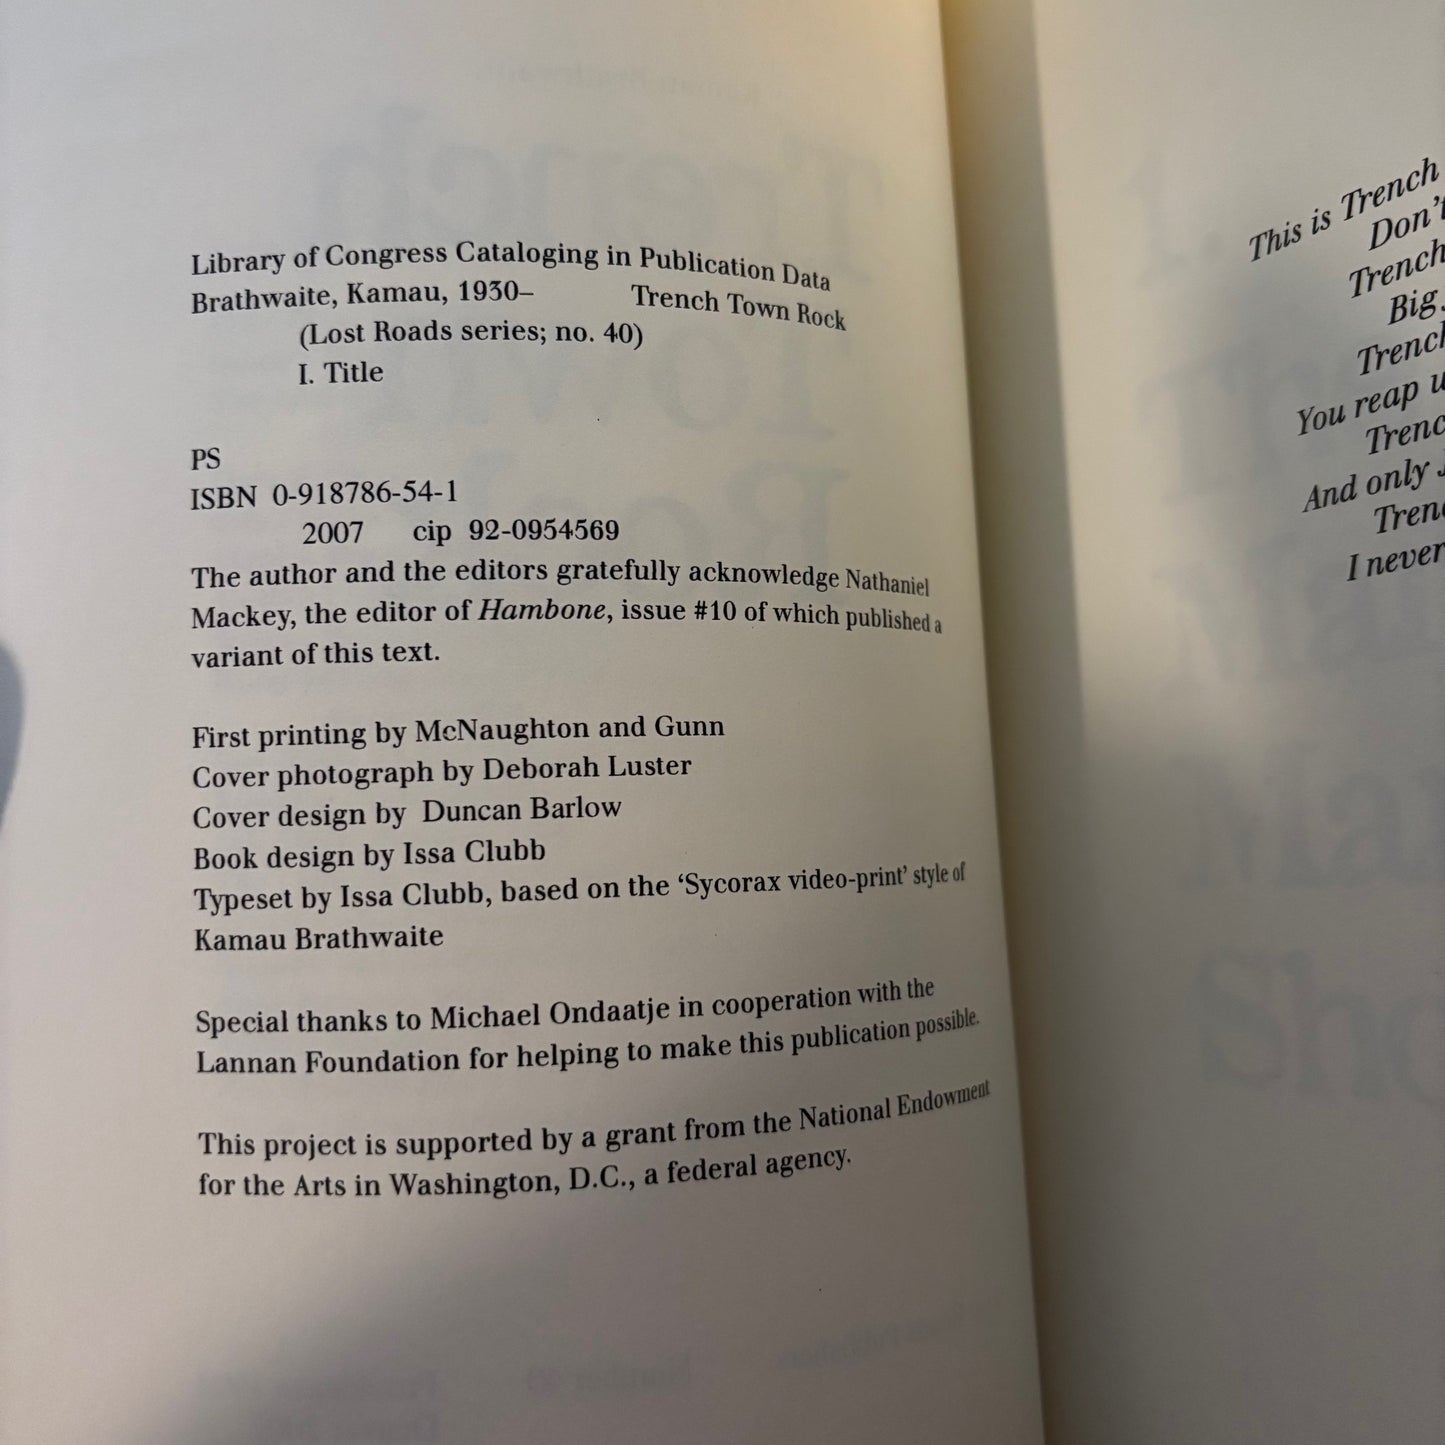 Library of Congress Cataloging in Publication Data
Brathwaite, Kamau, 1930– Trench Town Rock
(Lost Roads series; no. 40)
I. Title
PS
ISBN 0-918786-54-1
2007 cip 92-0954569
The author and the editors gratefully acknowledge Nathaniel
Mackey, the editor of Hambone, issue #10 of which published a
variant of this text.
First printing by McNaughton and Gunn
Cover photograph by Deborah Luster
Cover design by Duncan Barlow
Book design by Issa Clubb
Typeset by Issa Clubb, based on the ‘Sycorax video-print’ style of
Kamau Brathwaite
Special thanks to Michael Ondaatje in cooperation with the
Lannan Foundation for helping to make this publication possible.
This project is supported by a grant from the National Endowment
for the Arts in Washington, D.C., a federal agency.
This is Trench
Don't
Trench
Big
Trench
You reap
And only
I never